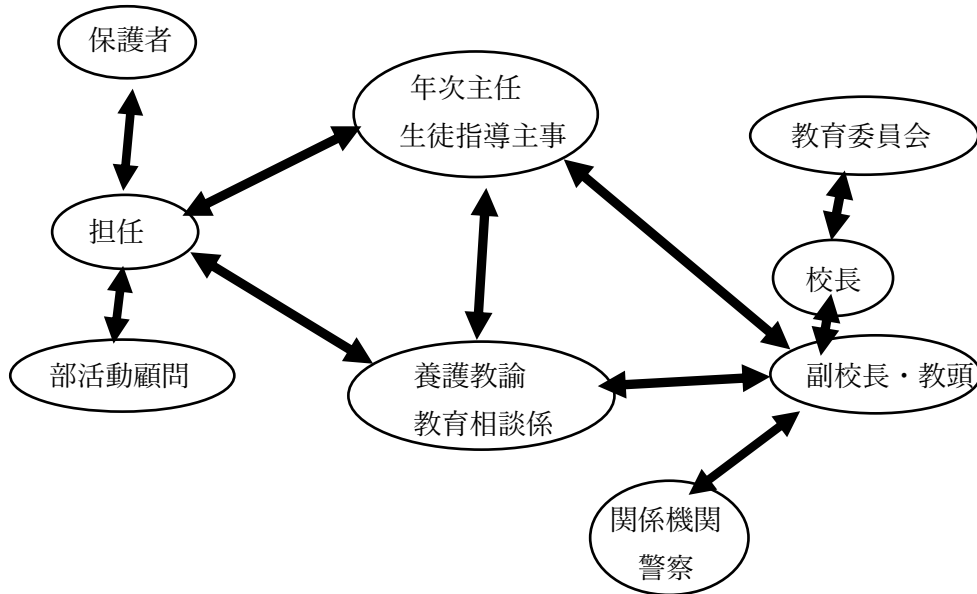 保護者
年次主任
生徒指導主事
教育委員会
担任
校長
部活動顧問
養護教諭
教育相談係
副校長・教頭
関係機関
警察